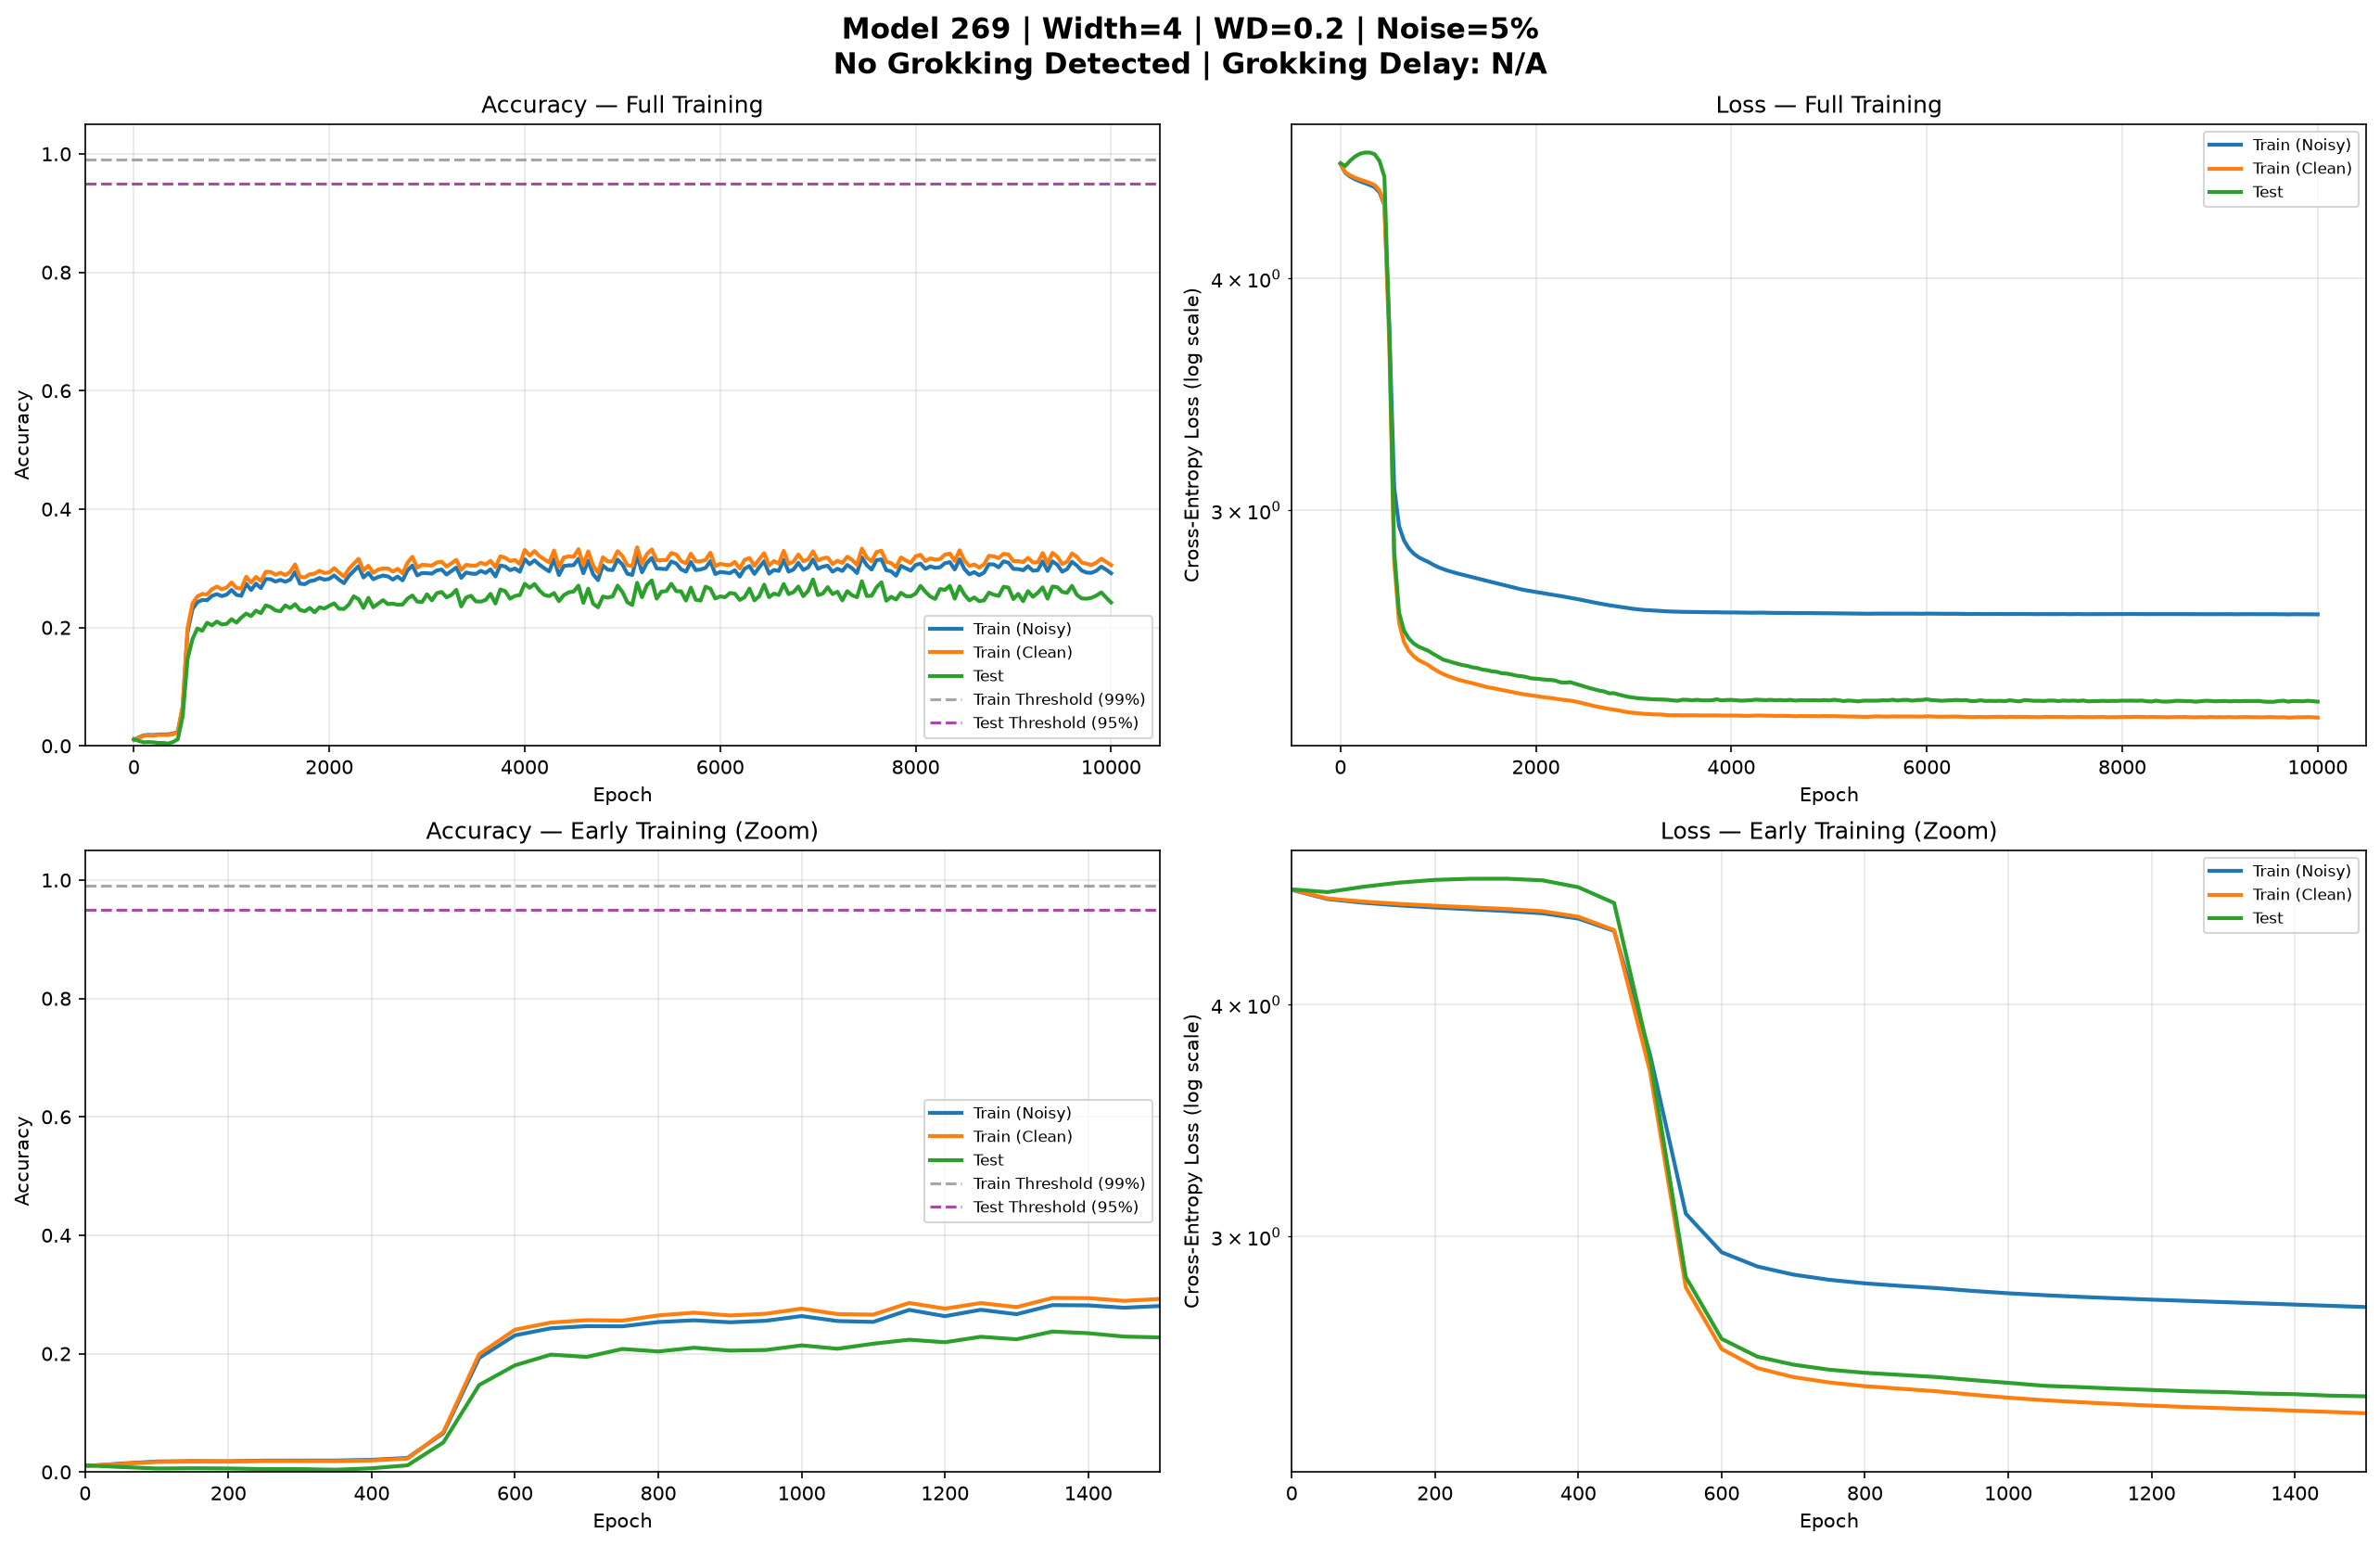 Model 269 | Width=4 | WD=0.2 | Noise=5%
No Grokking Detected | Grokking Delay: N/A
Accuracy — Full Training
Accuracy
1.0
0.8
0.6
0.4
0.2
0.0
0 2000 4000 6000 8000 10000
Epoch
Train (Noisy)
Train (Clean)
Test
Train Threshold (99%)
Test Threshold (95%)
Loss — Full Training
Cross-Entropy Loss (log scale)
4 × 10⁰
3 × 10⁰
0 2000 4000 6000 8000 10000
Epoch
Train (Noisy)
Train (Clean)
Test
Accuracy — Early Training (Zoom)
Accuracy
1.0
0.8
0.6
0.4
0.2
0.0
0 200 400 600 800 1000 1200 1400
Epoch
Train (Noisy)
Train (Clean)
Test
Train Threshold (99%)
Test Threshold (95%)
Loss — Early Training (Zoom)
Cross-Entropy Loss (log scale)
4 × 10⁰
3 × 10⁰
0 200 400 600 800 1000 1200 1400
Epoch
Train (Noisy)
Train (Clean)
Test